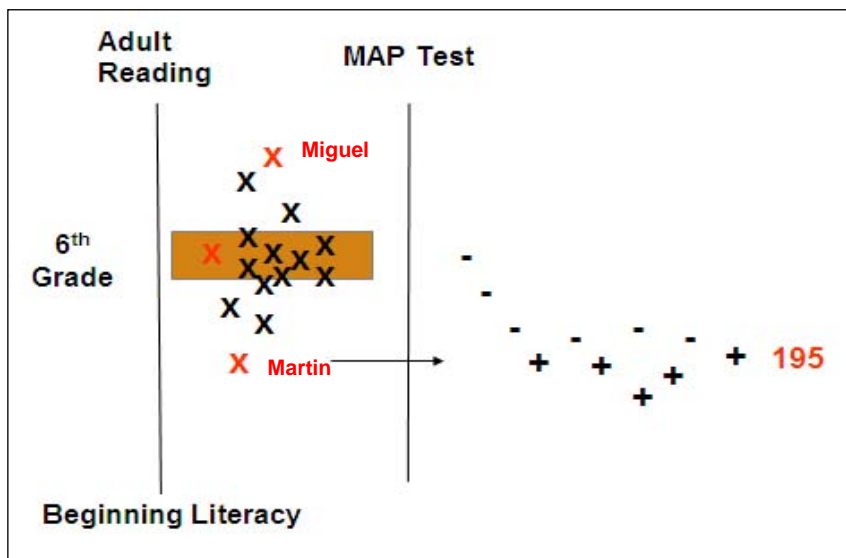 Adult
Reading
MAP Test
X Miguel
X
X
6th
Grade
X
X X X X
X X X
X
X
X
X Martin
- - - - - -
+ + + + + 195
Beginning Literacy